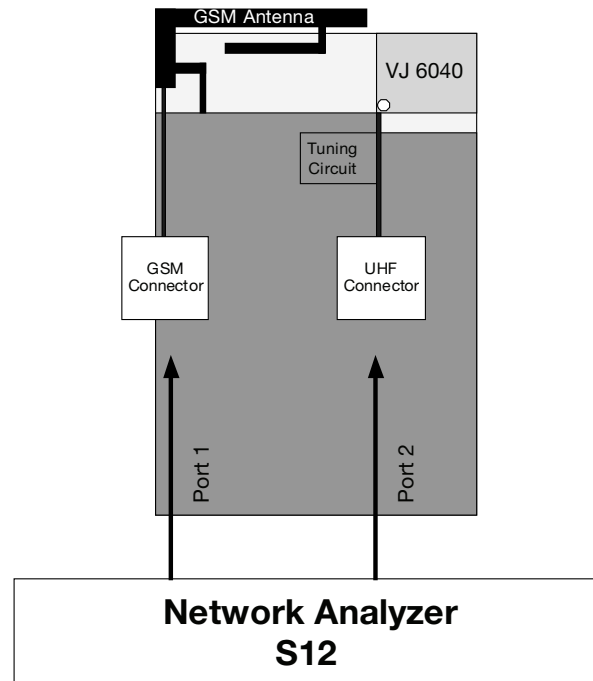 GSM Antenna
VJ 6040
Tuning
Circuit
GSM
Connector
UHF
Connector
Port 1
Port 2
Network Analyzer
S12